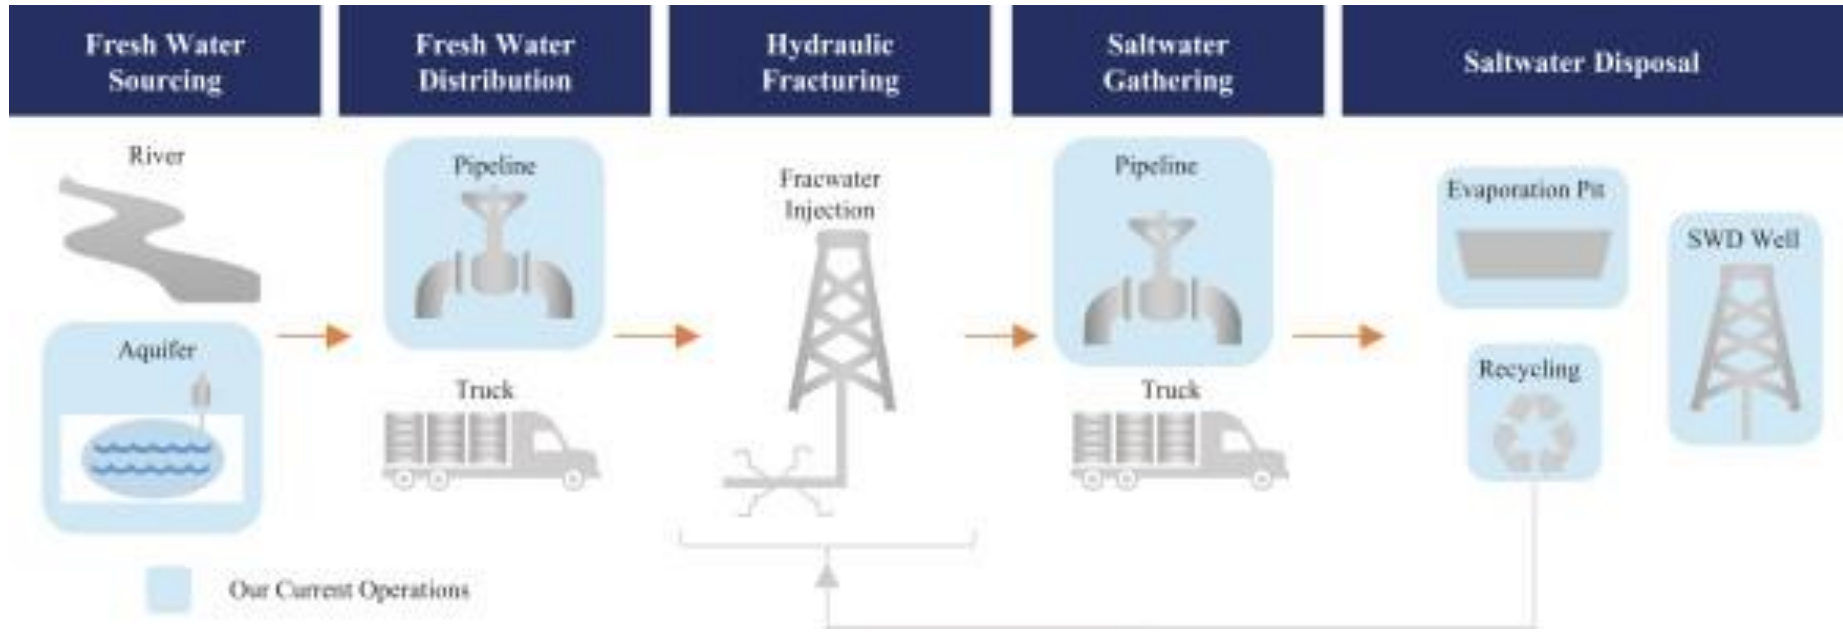 Fresh Water
Sourcing
Fresh Water
Distribution
Hydraulic
Fracturing
Saltwater
Gathering
Saltwater Disposal
River
Aquifer
Pipeline
Truck
Fracwater
Injection
Pipeline
Truck
Evaporation Pit
SWD Well
Recycling
Our Current Operations